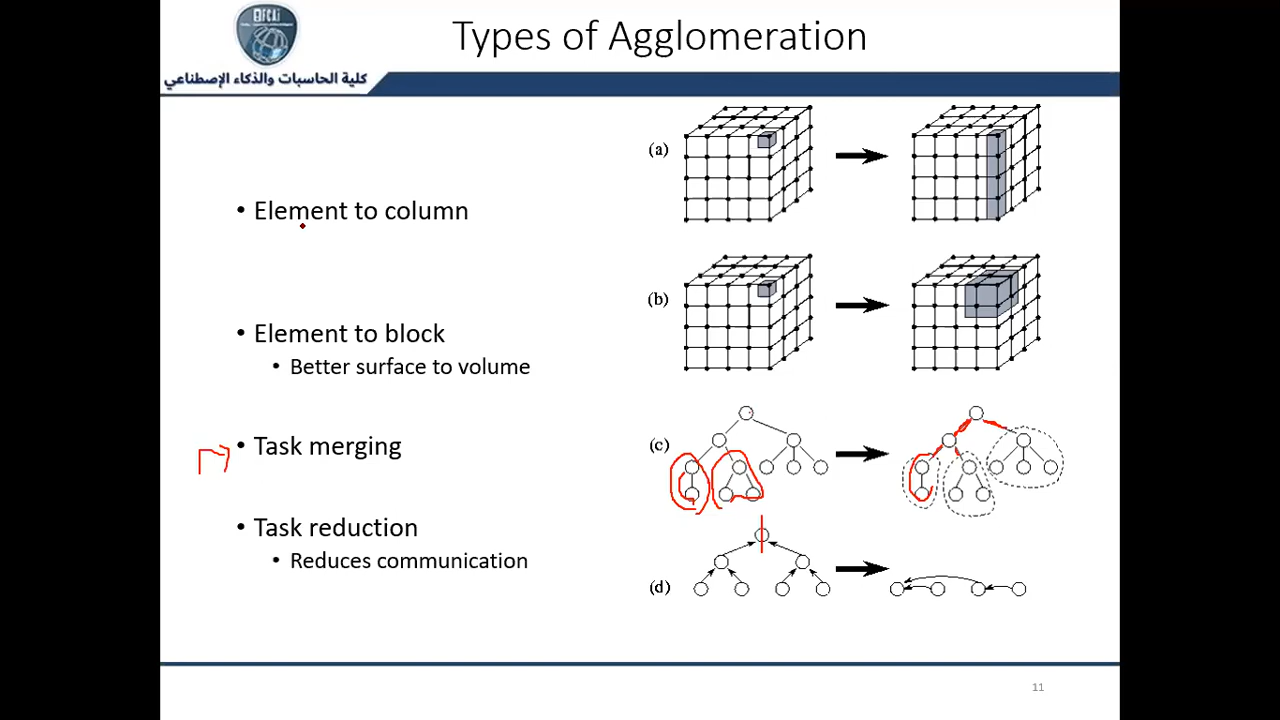 Types of Agglomeration
كلية الحاسبات والذكاء الإصطناعي
(a)
• Element to column
(b)
• Element to block
• Better surface to volume
(c)
• Task merging
• Task reduction
• Reduces communication
(d)
11